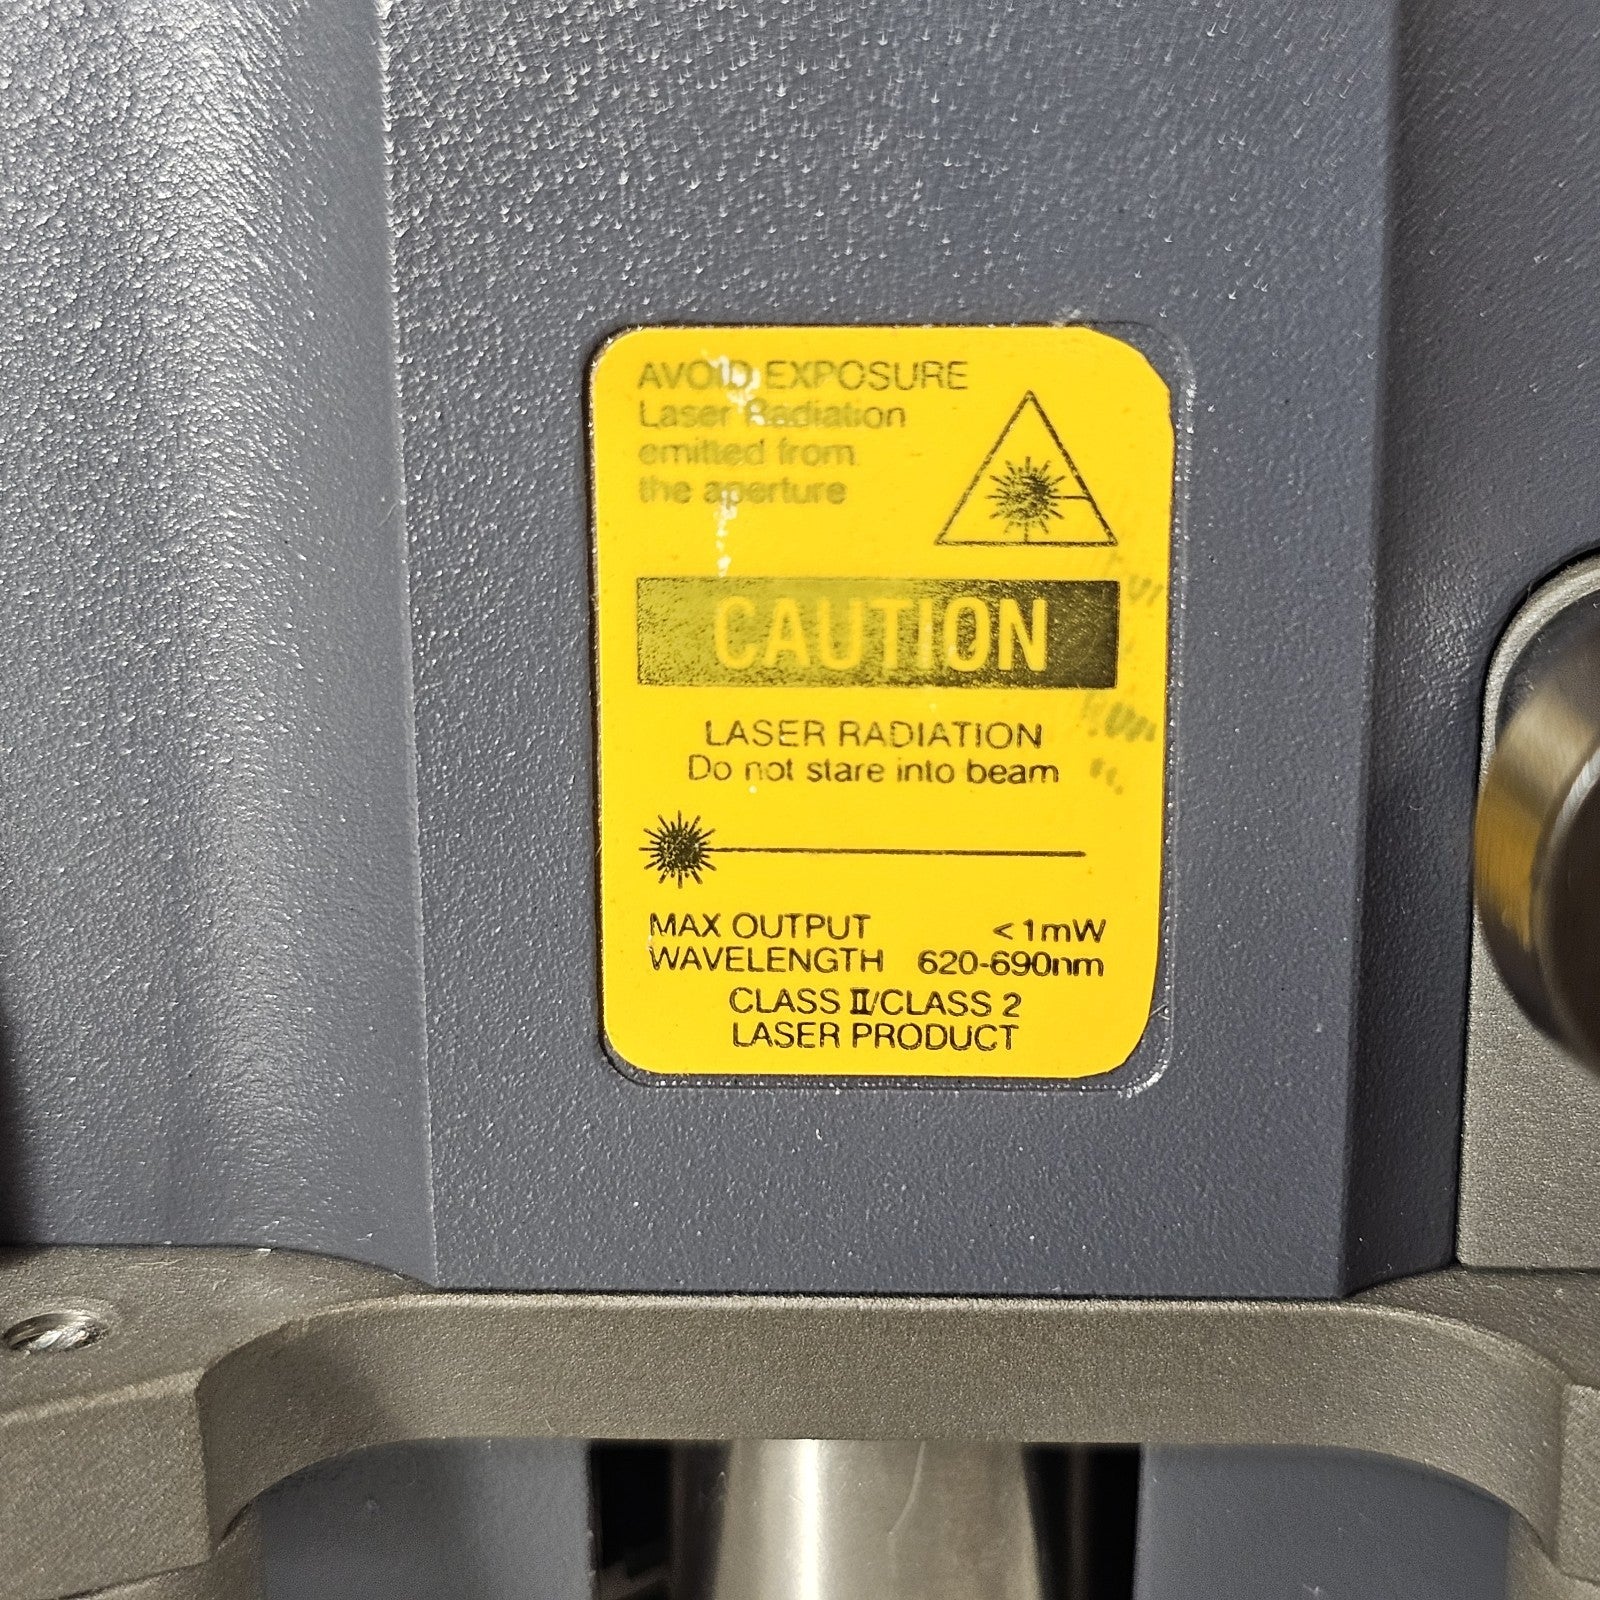 AVOID EXPOSURE
Laser Radiation
emitted from
the aperture
CAUTION
LASER RADIATION
Do not stare into beam
MAX OUTPUT <1mW
WAVELENGTH 620-690nm
CLASS II/CLASS 2
LASER PRODUCT